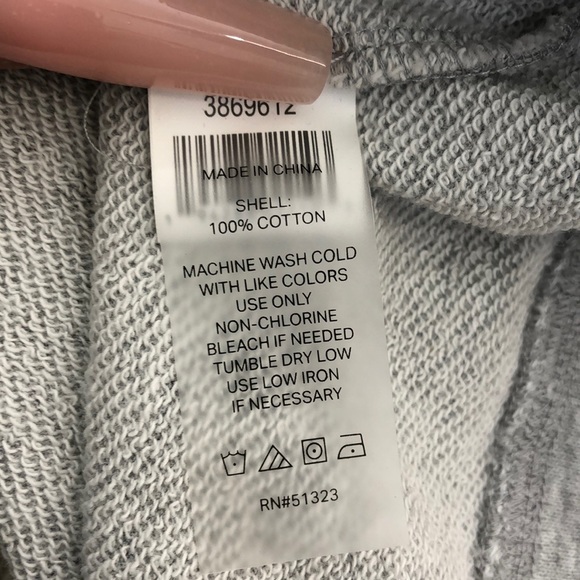 3869612
MADE IN CHINA
SHELL:
100% COTTON
MACHINE WASH COLD
WITH LIKE COLORS
USE ONLY
NON-CHLORINE
BLEACH IF NEEDED
TUMBLE DRY LOW
USE LOW IRON
IF NECESSARY
RN#51323